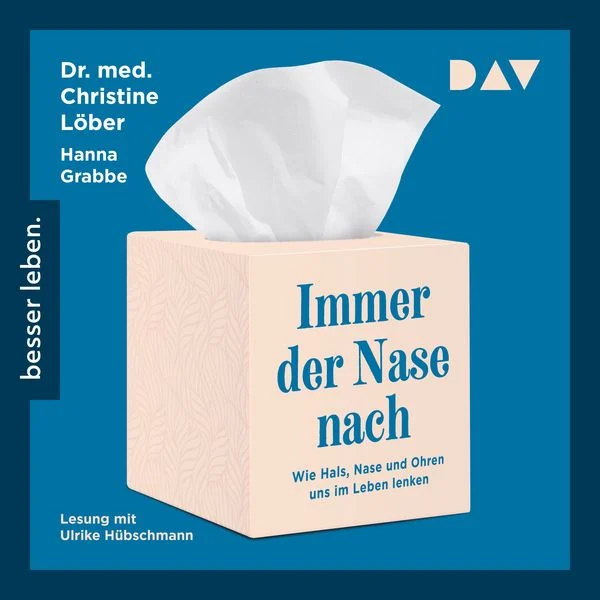 Dr. med.
Christine
Löber
Hanna
Grabbe
DAV
besser leben.
Immer
der Nase
nach
Wie Hals, Nase und Ohren
uns im Leben lenken
Lesung mit
Ulrike Hübschmann